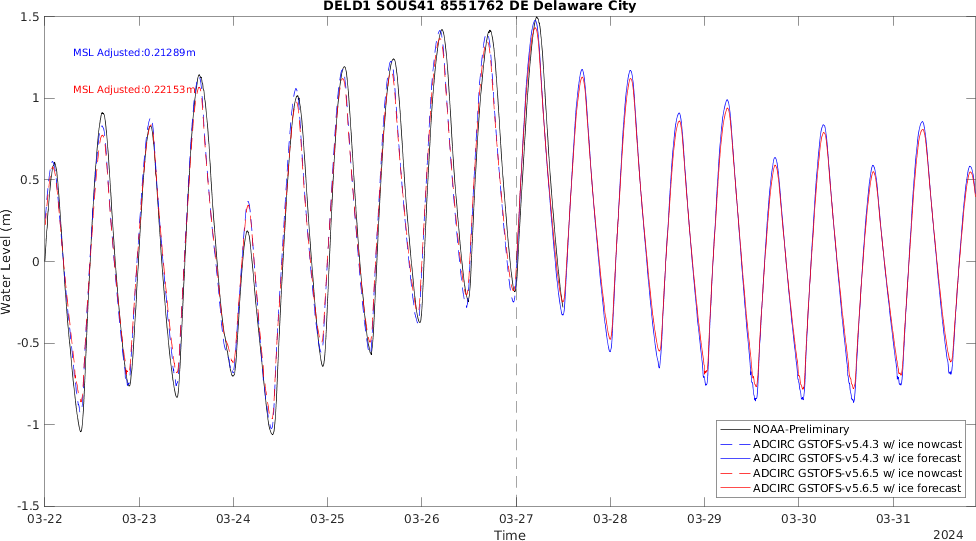 DELD1 SOUS41 8551762 DE Delaware City
1.5
1
0.5
0
-0.5
-1
-1.5
Water Level (m)
MSL Adjusted:0.21289m
MSL Adjusted:0.22153m
NOAA-Preliminary
ADCIRC GSTOFS-v5.4.3 w/ ice nowcast
ADCIRC GSTOFS-v5.4.3 w/ ice forecast
ADCIRC GSTOFS-v5.6.5 w/ ice nowcast
ADCIRC GSTOFS-v5.6.5 w/ ice forecast
03-22 03-23 03-24 03-25 03-26 03-27 03-28 03-29 03-30 03-31
Time
2024